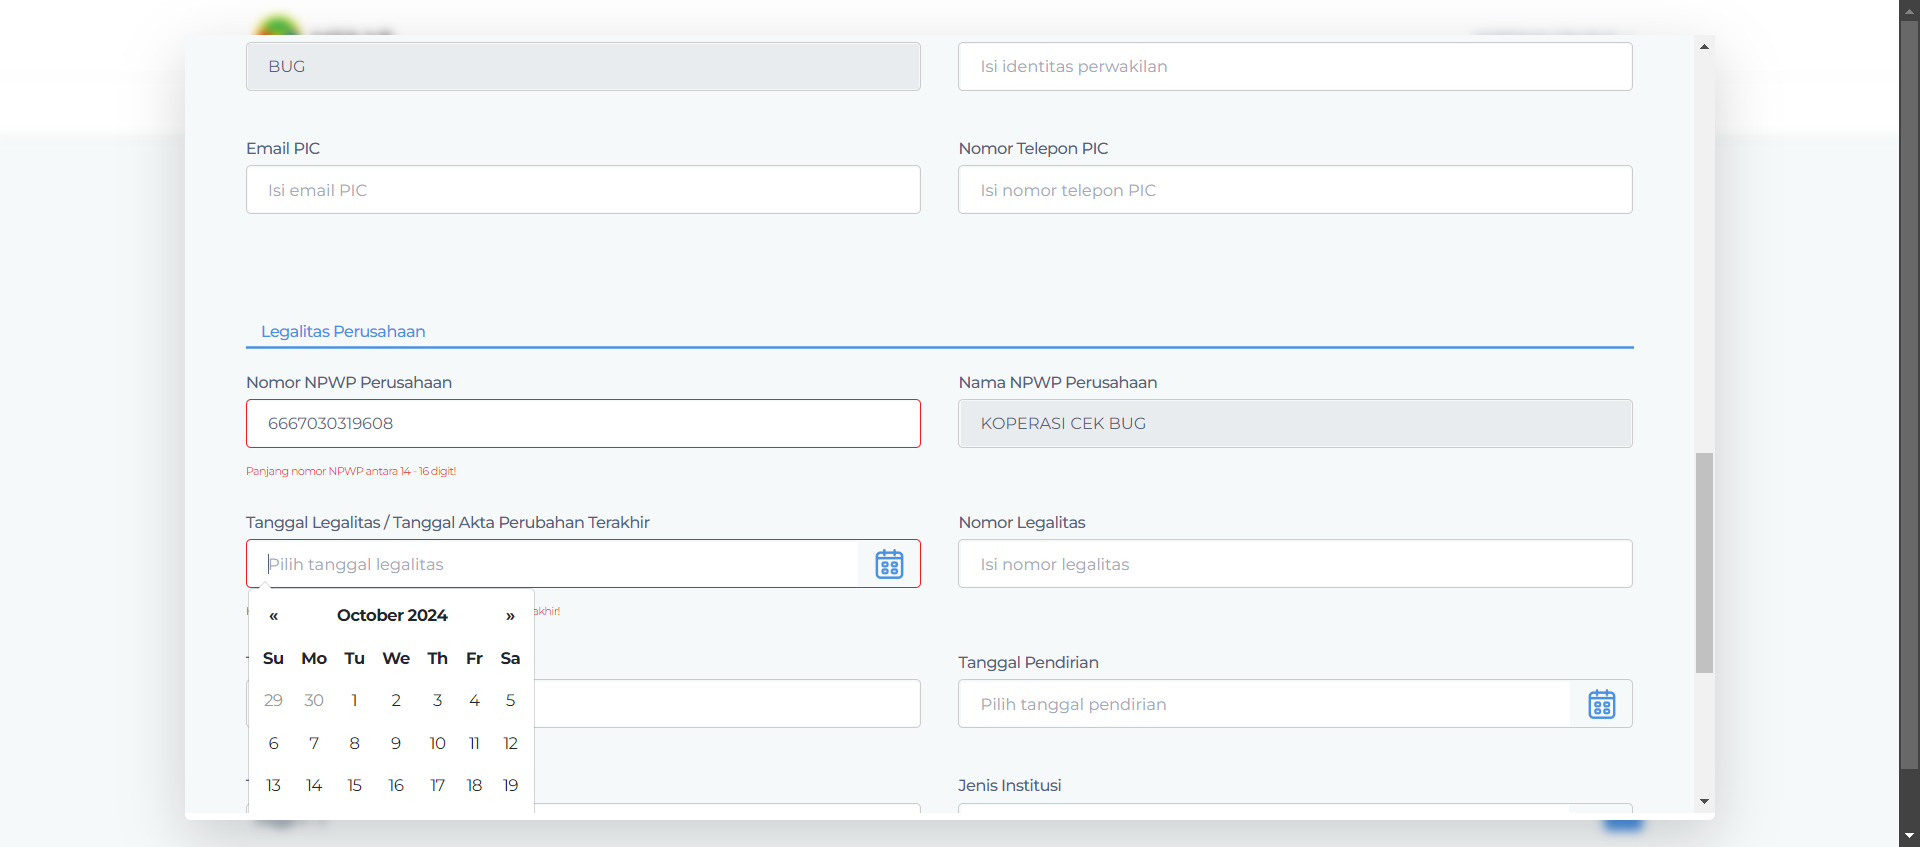 BUG
Isi identitas perwakilan
Email PIC
Nomor Telepon PIC
Isi email PIC
Isi nomor telepon PIC
Legalitas Perusahaan
Nomor NPWP Perusahaan
Nama NPWP Perusahaan
6667030319608
KOPERASI CEK BUG
Panjang nomor NPWP antara 14 - 16 digit!
Tanggal Legalitas / Tanggal Akta Perubahan Terakhir
Nomor Legalitas
Pilih tanggal legalitas
Isi nomor legalitas
akhir!
« October 2024 »
Su Mo Tu We Th Fr Sa
Tanggal Pendirian
29 30 1 2 3 4 5
Pilih tanggal pendirian
6 7 8 9 10 11 12
13 14 15 16 17 18 19
Jenis Institusi